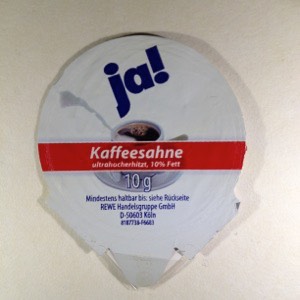 ja!
Kaffeesahne
ultrahocherhitzt, 10% Fett
10 g
Mindestens haltbar bis: siehe Rückseite
REWE Handelsgruppe GmbH
D-50603 Köln